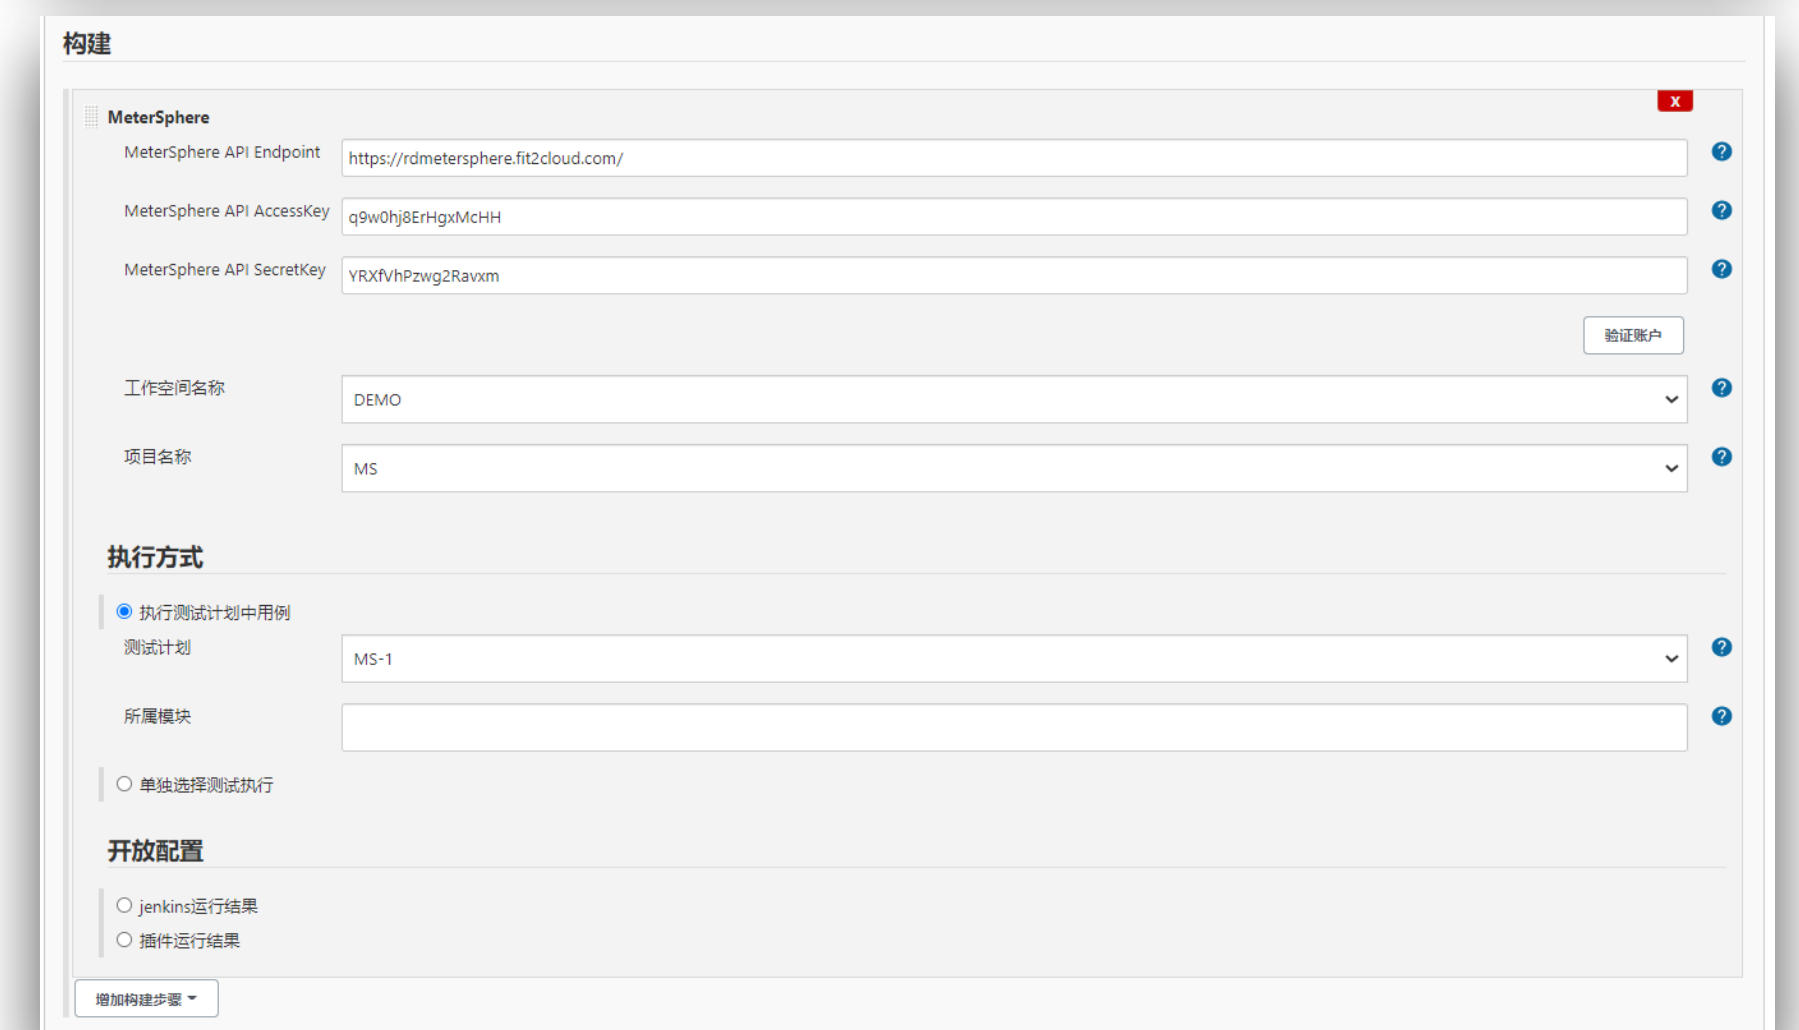 构建
MeterSphere
X
MeterSphere API Endpoint
https://rdmetersphere.fit2cloud.com/
?
MeterSphere API AccessKey
q9w0hj8ErHgxMcHH
?
MeterSphere API SecretKey
YRXfVhPzwg2Ravxm
?
验证账户
工作空间名称
DEMO
?
项目名称
MS
?
执行方式
执行测试计划中用例
测试计划
MS-1
?
所属模块
?
单独选择测试执行
开放配置
jenkins运行结果
插件运行结果
增加构建步骤